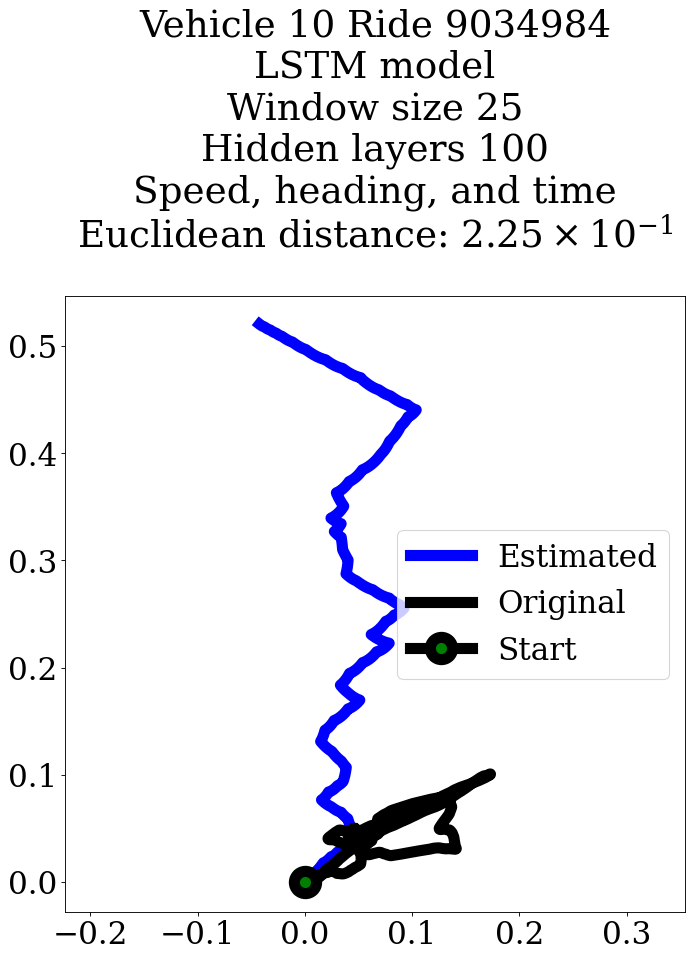 Vehicle 10 Ride 9034984
LSTM model
Window size 25
Hidden layers 100
Speed, heading, and time
Euclidean distance: 2.25 × 10⁻¹
0.5
0.4
0.3
0.2
0.1
0.0
Estimated
Original
Start
−0.2 −0.1 0.0 0.1 0.2 0.3